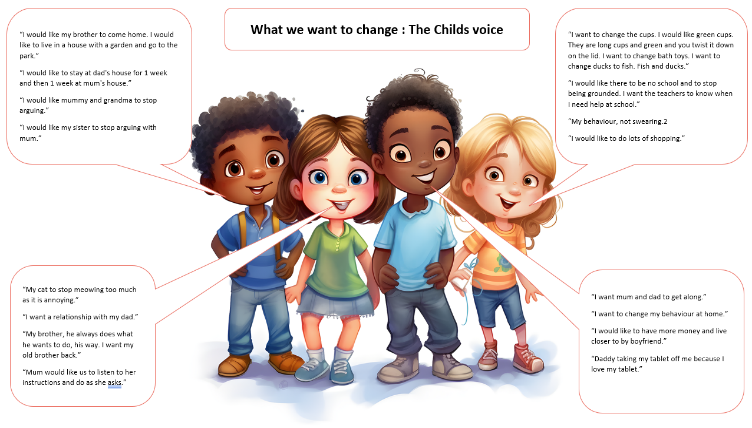 What we want to change : The Childs voice
“I would like my brother to come home. I would
like to live in a house with a garden and go to the
park.”
“I would like to stay at dad's house for 1 week
and then 1 week at mum's house.”
“I would like mummy and grandma to stop
arguing.”
“I would like my sister to stop arguing with
mum.”
“I want to change the cups. I would like green cups.
They are long cups and green and you twist it down
on the lid. I want to change bath toys. I want to
change ducks to fish. Fish and ducks.”
“I would like there to be no school and to stop
being grounded. I want the teachers to know when
I need help at school.”
“My behaviour, not swearing.2
“I would like to do lots of shopping.”
“My cat to stop meowing too much
as it is annoying.”
“I want a relationship with my dad.”
“My brother, he always does what
he wants to do, his way. I want my
old brother back.”
“Mum would like us to listen to her
instructions and do as she asks.”
“I want mum and dad to get along.”
“I want to change my behaviour at home.”
“I would like to have more money and live
closer to by boyfriend.”
“Daddy taking my tablet off me because I
love my tablet.”